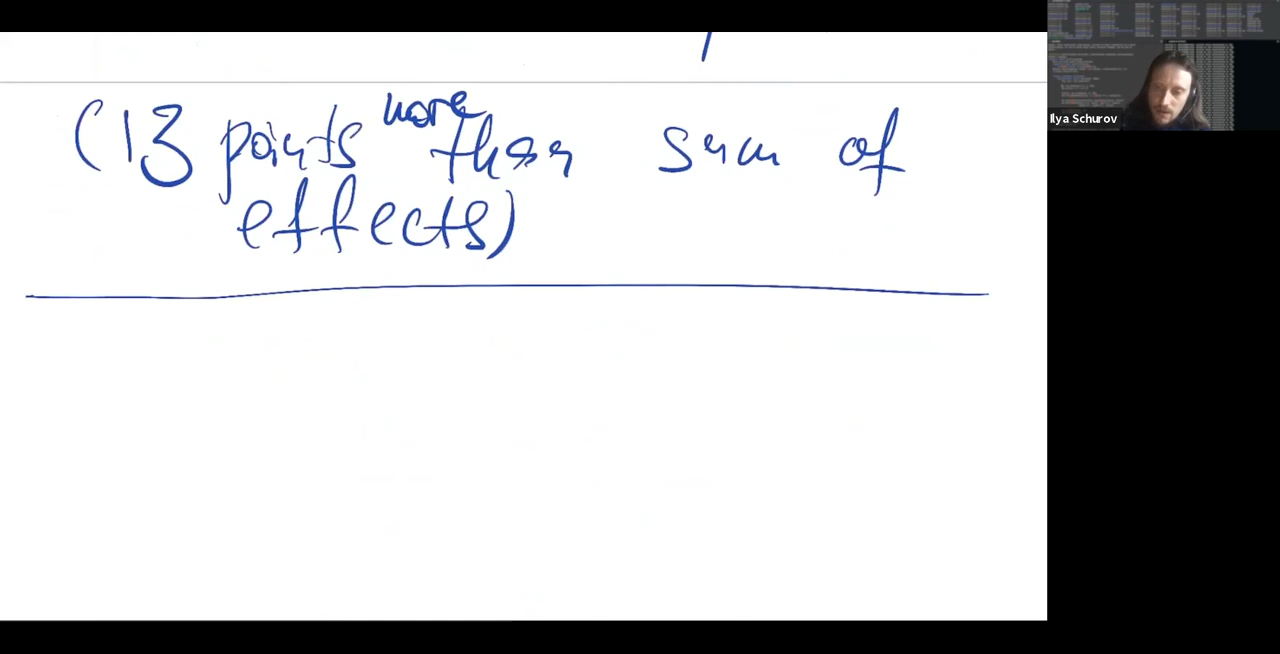 (13 points more than sum of
effects)
Ilya Schurov